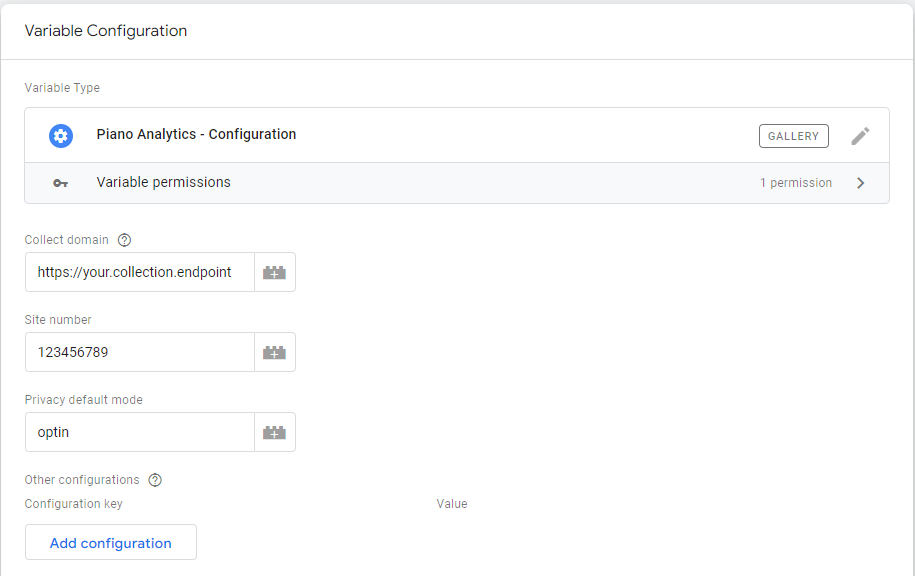 Variable Configuration
Variable Type
Piano Analytics - Configuration
GALLERY
Variable permissions
1 permission
Collect domain
https://your.collection.endpoint
Site number
123456789
Privacy default mode
optin
Other configurations
Configuration key
Value
Add configuration